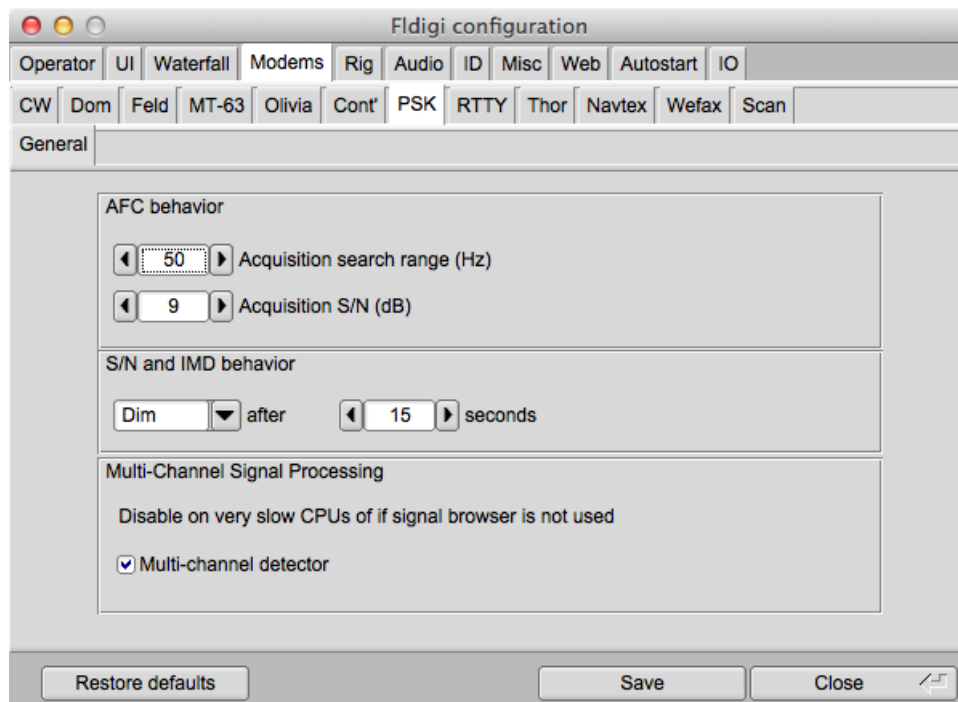 Fldigi configuration
Operator UI Waterfall Modems Rig Audio ID Misc Web Autostart IO
CW Dom Feld MT-63 Olivia Cont' PSK RTTY Thor Navtex Wefax Scan
General
AFC behavior
50 Acquisition search range (Hz)
9 Acquisition S/N (dB)
S/N and IMD behavior
Dim after 15 seconds
Multi-Channel Signal Processing
Disable on very slow CPUs of if signal browser is not used
Multi-channel detector
Restore defaults Save Close